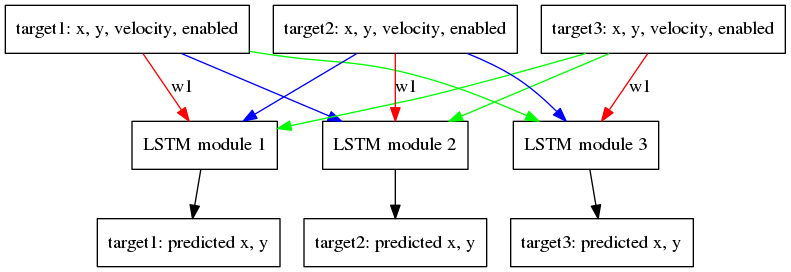 target1: x, y, velocity, enabled
target2: x, y, velocity, enabled
target3: x, y, velocity, enabled
w1
w1
w1
LSTM module 1
LSTM module 2
LSTM module 3
target1: predicted x, y
target2: predicted x, y
target3: predicted x, y